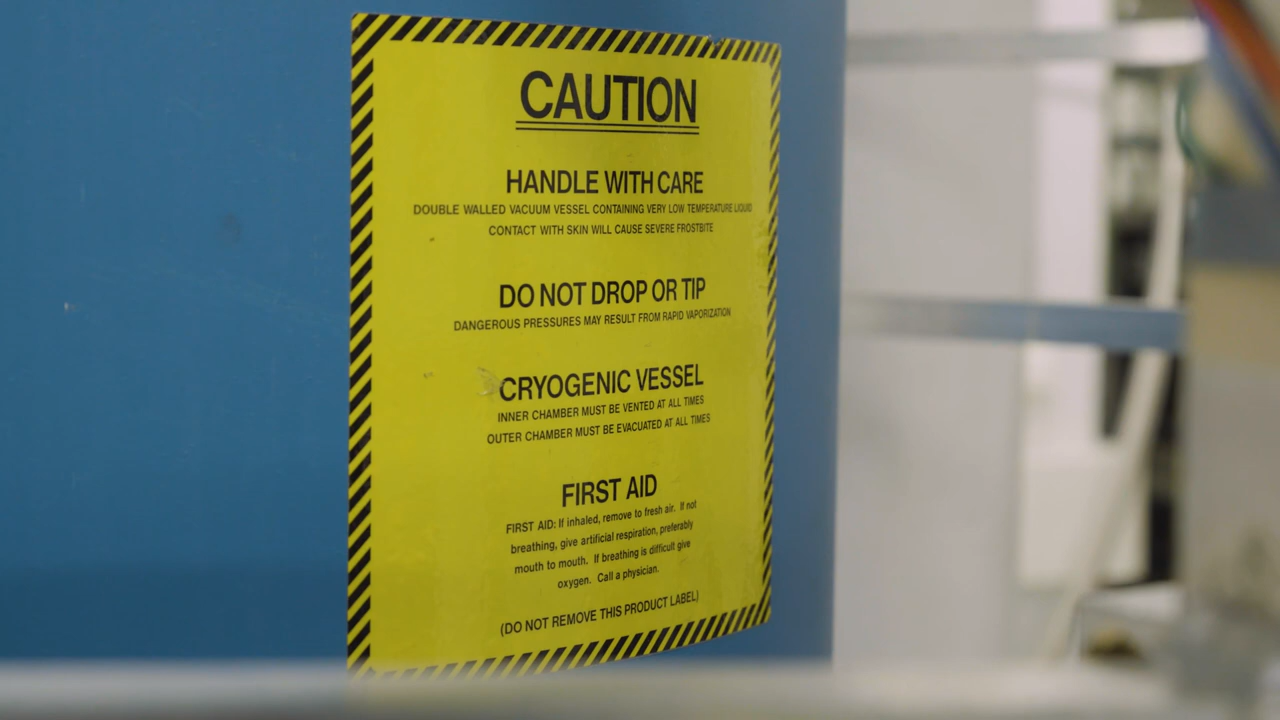 CAUTION
HANDLE WITH CARE
DOUBLE WALLED VACUUM VESSEL CONTAINING VERY LOW TEMPERATURE LIQUID
CONTACT WITH SKIN WILL CAUSE SEVERE FROSTBITE
DO NOT DROP OR TIP
DANGEROUS PRESSURES MAY RESULT FROM RAPID VAPORIZATION
CRYOGENIC VESSEL
INNER CHAMBER MUST BE VENTED AT ALL TIMES
OUTER CHAMBER MUST BE EVACUATED AT ALL TIMES
FIRST AID
FIRST AID: If inhaled, remove to fresh air. If not
breathing, give artificial respiration, preferably
mouth to mouth. If breathing is difficult give
oxygen. Call a physician.
(DO NOT REMOVE THIS PRODUCT LABEL)